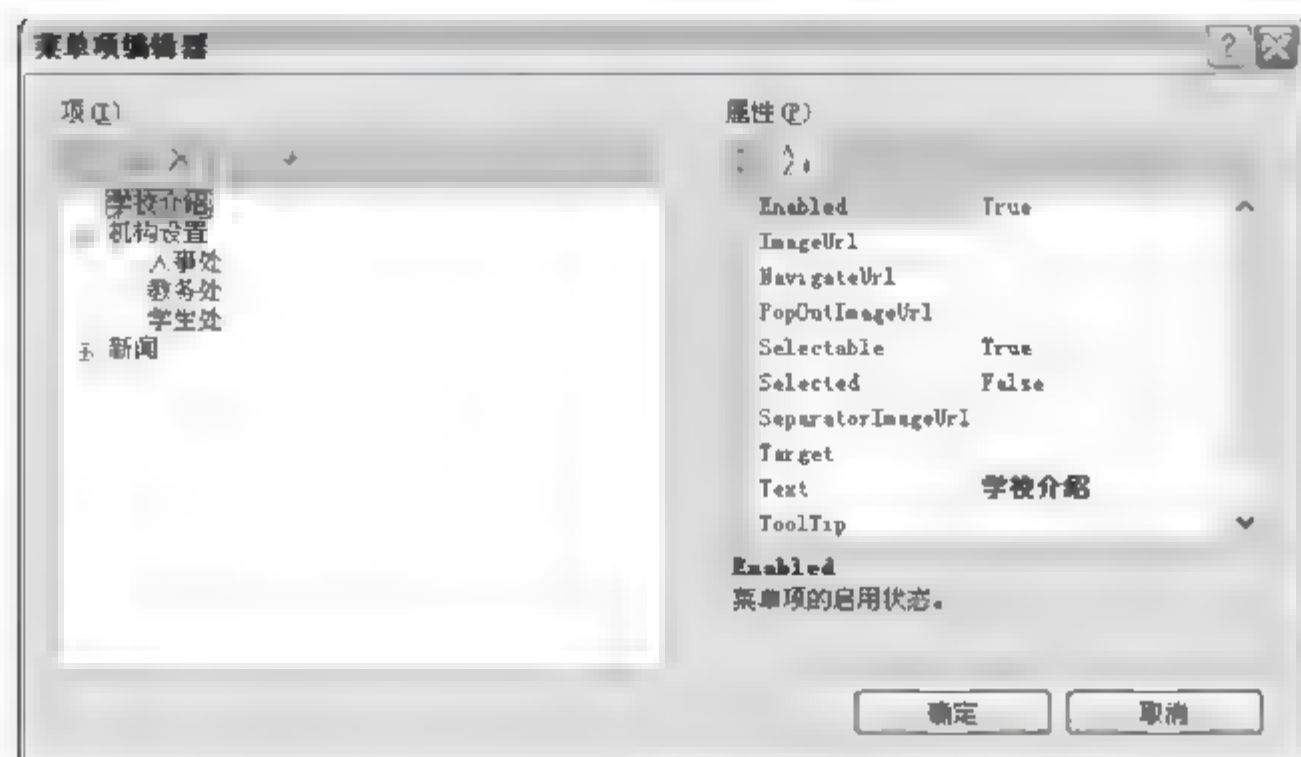 菜单项编辑器
项(I)
学校介绍
机构设置
人事处
教务处
学生处
新闻
属性(P)
Enabled True
ImageUrl
NavigateUrl
PopOutImageUrl
Selectable True
Selected False
SeparatorImageUrl
Target
Text 学校介绍
ToolTip
Enabled
菜单项的启用状态。
确定 取消